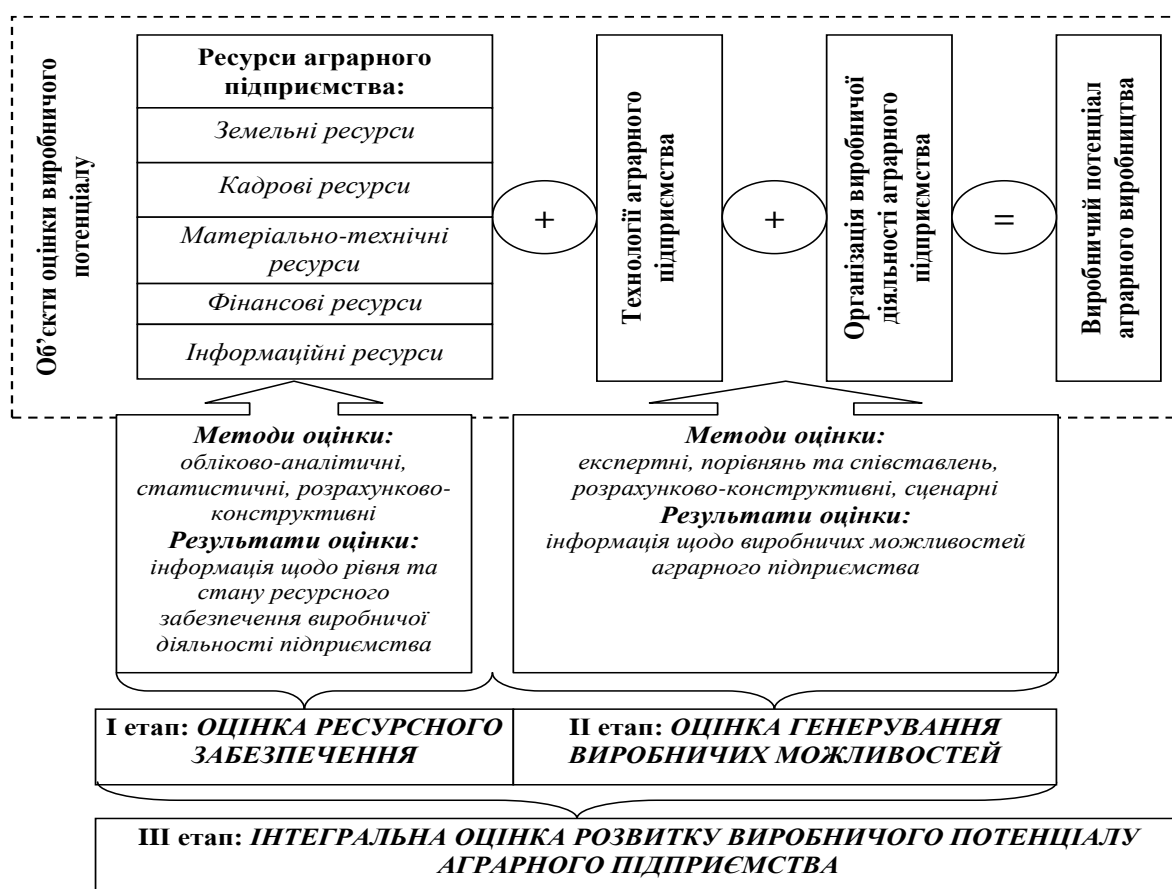 Об’єкти оцінки виробничого
потенціалу
Ресурси аграрного
підприємства:
Земельні ресурси
Кадрові ресурси
Матеріально-технічні
ресурси
Фінансові ресурси
Інформаційні ресурси
+
Технології аграрного
підприємства
+
Організація виробничої
діяльності аграрного
підприємства
=
Виробничий потенціал
аграрного виробництва
Методи оцінки:
обліково-аналітичні,
статистичні, розрахунково-
конструктивні
Результати оцінки:
інформація щодо рівня та
стану ресурсного
забезпечення виробничої
діяльності підприємства
Методи оцінки:
експертні, порівнянь та співставлень,
розрахунково-конструктивні, сценарні
Результати оцінки:
інформація щодо виробничих можливостей
аграрного підприємства
І етап: ОЦІНКА РЕСУРСНОГО
ЗАБЕЗПЕЧЕННЯ
ІІ етап: ОЦІНКА ГЕНЕРУВАННЯ
ВИРОБНИЧИХ МОЖЛИВОСТЕЙ
ІІІ етап: ІНТЕГРАЛЬНА ОЦІНКА РОЗВИТКУ ВИРОБНИЧОГО ПОТЕНЦІАЛУ
АГРАРНОГО ПІДПРИЄМСТВА